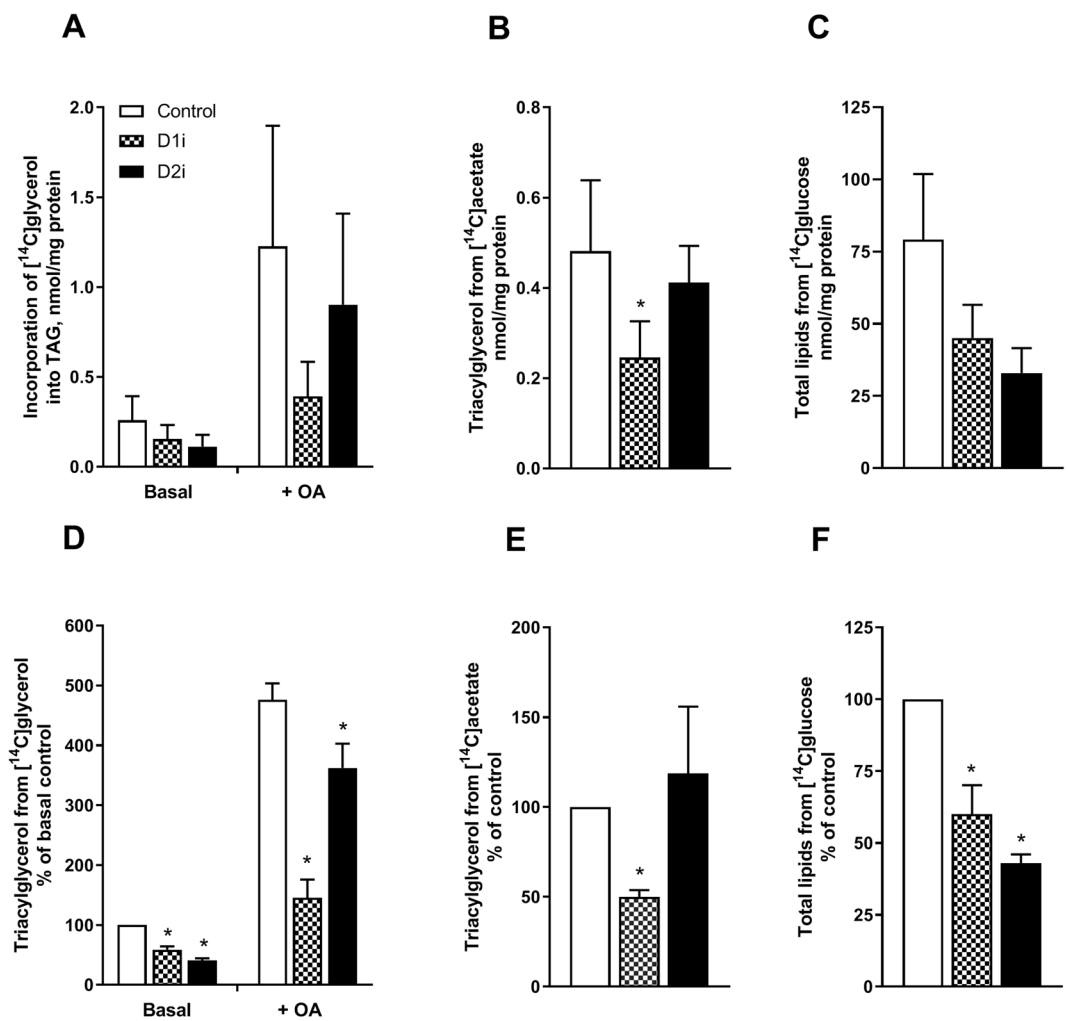 A
Incorporation of [¹⁴C]glycerol
into TAG, nmol/mg protein
2.0
1.5
1.0
0.5
0.0
Control
D1i
D2i
Basal
+ OA
B
Triacylglycerol from [¹⁴C]acetate
nmol/mg protein
0.8
0.6
0.4
0.2
0.0
*
C
Total lipids from [¹⁴C]glucose
nmol/mg protein
125
100
75
50
25
0
D
Triacylglycerol from [¹⁴C]glycerol
% of basal control
600
500
400
300
200
100
0
*
*
*
*
Basal
+ OA
E
Triacylglycerol from [¹⁴C]acetate
% of control
200
150
100
50
0
*
F
Total lipids from [¹⁴C]glucose
% of control
125
100
75
50
25
0
*
*